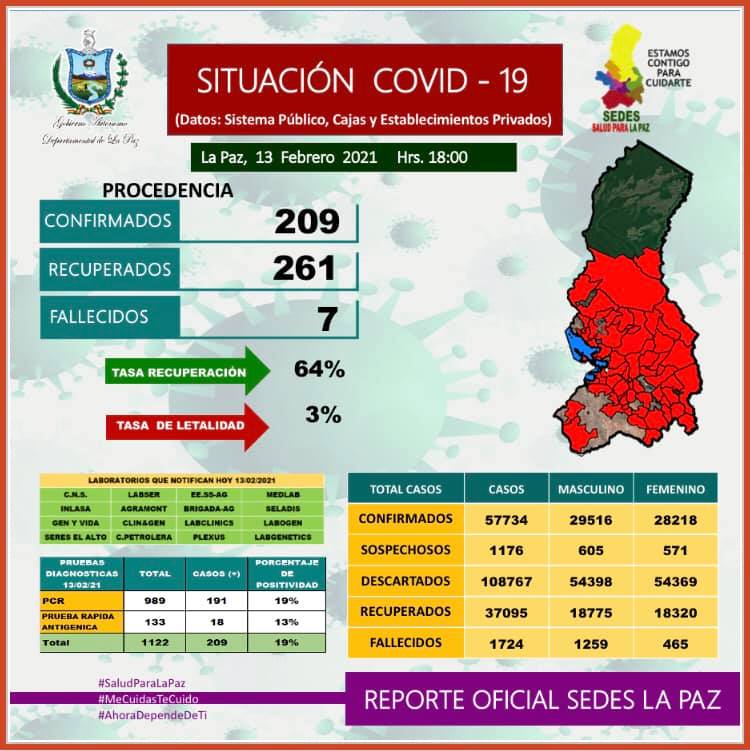 Gobierno Autónomo
Departamental de La Paz
SITUACIÓN COVID - 19
(Datos: Sistema Público, Cajas y Establecimientos Privados)
ESTAMOS
CONTIGO
PARA
CUIDARTE
SEDES
SALUD PARA LA PAZ
La Paz, 13 Febrero 2021 Hrs. 18:00
PROCEDENCIA
CONFIRMADOS 209
RECUPERADOS 261
FALLECIDOS 7
TASA RECUPERACIÓN 64%
TASA DE LETALIDAD 3%
LABORATORIOS QUE NOTIFICAN HOY 13/02/2021
C.N.S. LABSER EE.SS-AG MEDLAB
INLASA AGRAMONT BRIGADA-AG SELADIS
GEN Y VIDA CLIN&GEN LABCLINICS LABOGEN
SERES EL ALTO C.PETROLERA PLEXUS LABGENETICS
PRUEBAS DIAGNOSTICAS 13/02/21 TOTAL CASOS (+) PORCENTAJE DE POSITIVIDAD
PCR 989 191 19%
PRUEBA RAPIDA ANTIGENICA 133 18 13%
Total 1122 209 19%
TOTAL CASOS CASOS MASCULINO FEMENINO
CONFIRMADOS 57734 29516 28218
SOSPECHOSOS 1176 605 571
DESCARTADOS 108767 54398 54369
RECUPERADOS 37095 18775 18320
FALLECIDOS 1724 1259 465
#SaludParaLaPaz
#MeCuidasTeCuido
#AhoraDependeDeTi
REPORTE OFICIAL SEDES LA PAZ